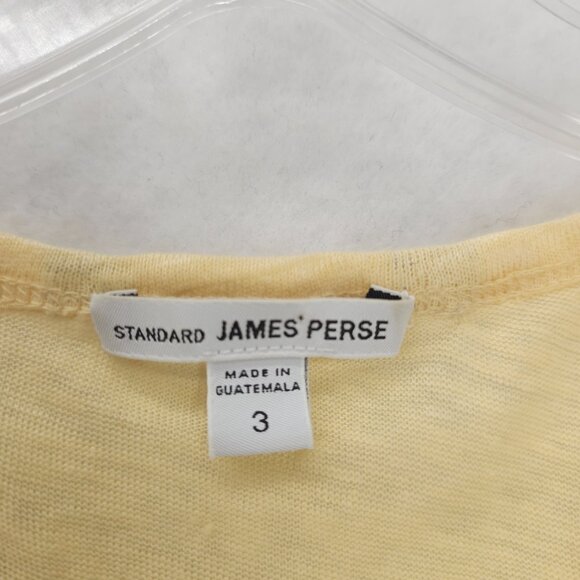 STANDARD JAMES' PERSE
MADE IN
GUATEMALA
3